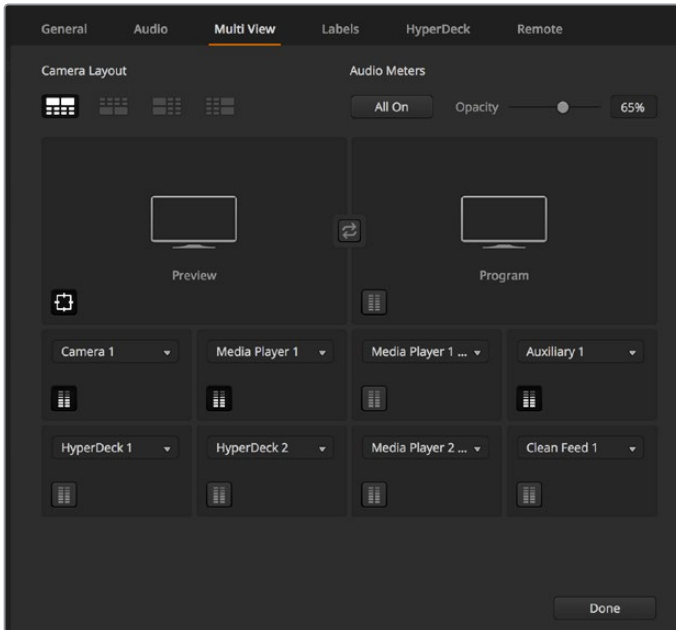 General Audio Multi View Labels HyperDeck Remote
Camera Layout Audio Meters
All On Opacity 65%
Preview Program
Camera 1 Media Player 1 Media Player 1 ... Auxiliary 1
HyperDeck 1 HyperDeck 2 Media Player 2 ... Clean Feed 1
Done